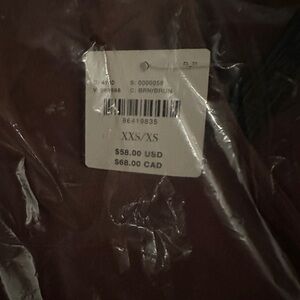 S: 0000058
C: BRN/BRUN
86419835
XXS/XS
$58.00 USD
$68.00 CAD